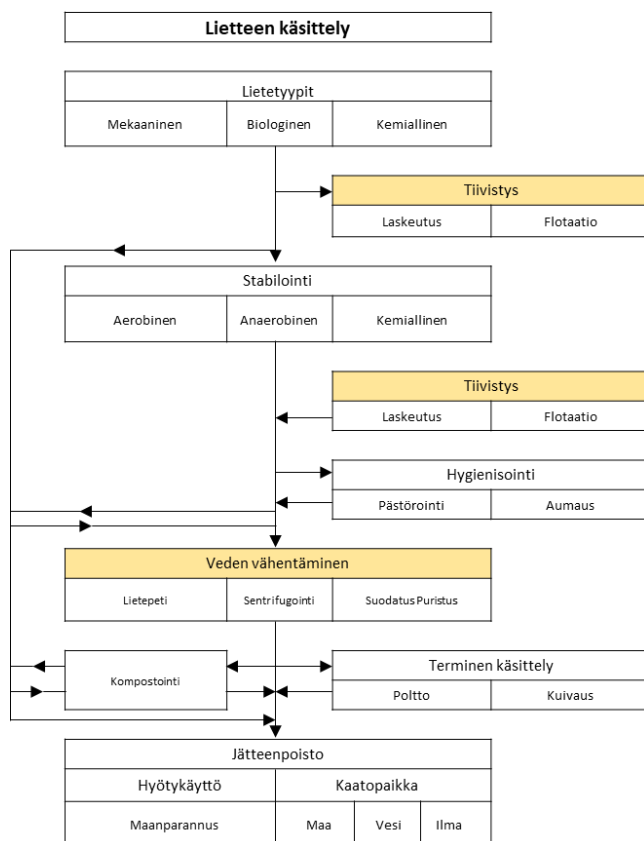 Lietteen käsittely
Lietetyypit
Mekaaninen Biologinen Kemiallinen
Tiivistys
Laskeutus Flotaatio
Stabilointi
Aerobinen Anaerobinen Kemiallinen
Tiivistys
Laskeutus Flotaatio
Hygienisointi
Pästörointi Aumaus
Veden vähentäminen
Lietepeti Sentrifugointi Suodatus Puristus
Kompostointi
Terminen käsittely
Poltto Kuivaus
Jätteenpoisto
Hyötykäyttö Kaatopaikka
Maanparannus Maa Vesi Ilma